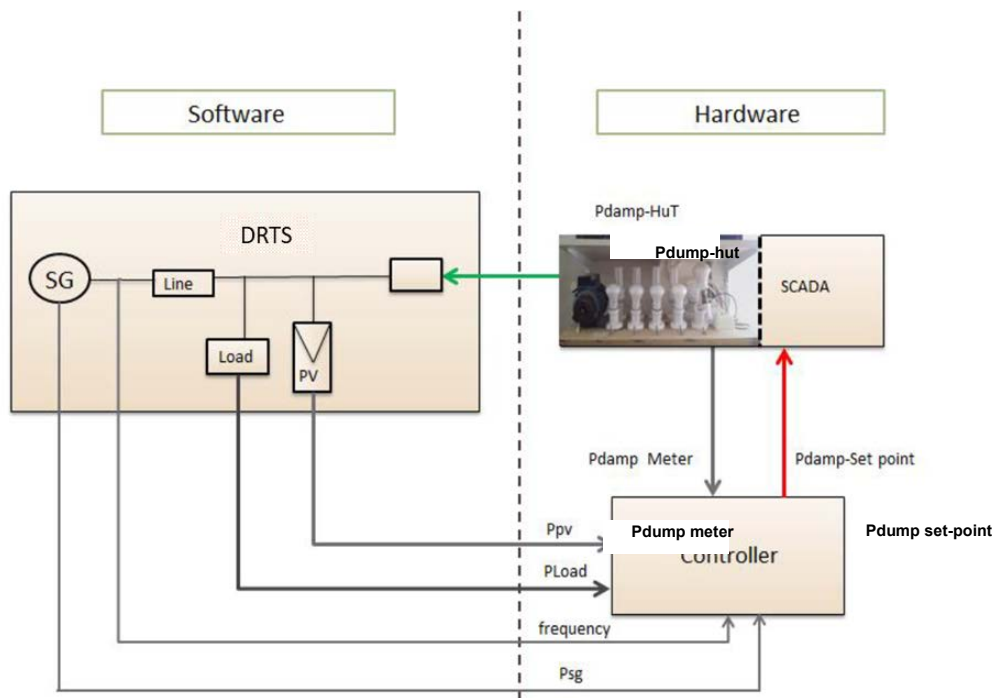 Software
Hardware
DRTS
SG
Line
Load
PV
Pdamp-HuT
Pdump-hut
SCADA
Pdamp Meter
Pdamp-Set point
Ppv
Pdump meter
Pdump set-point
Controller
PLoad
frequency
Psg